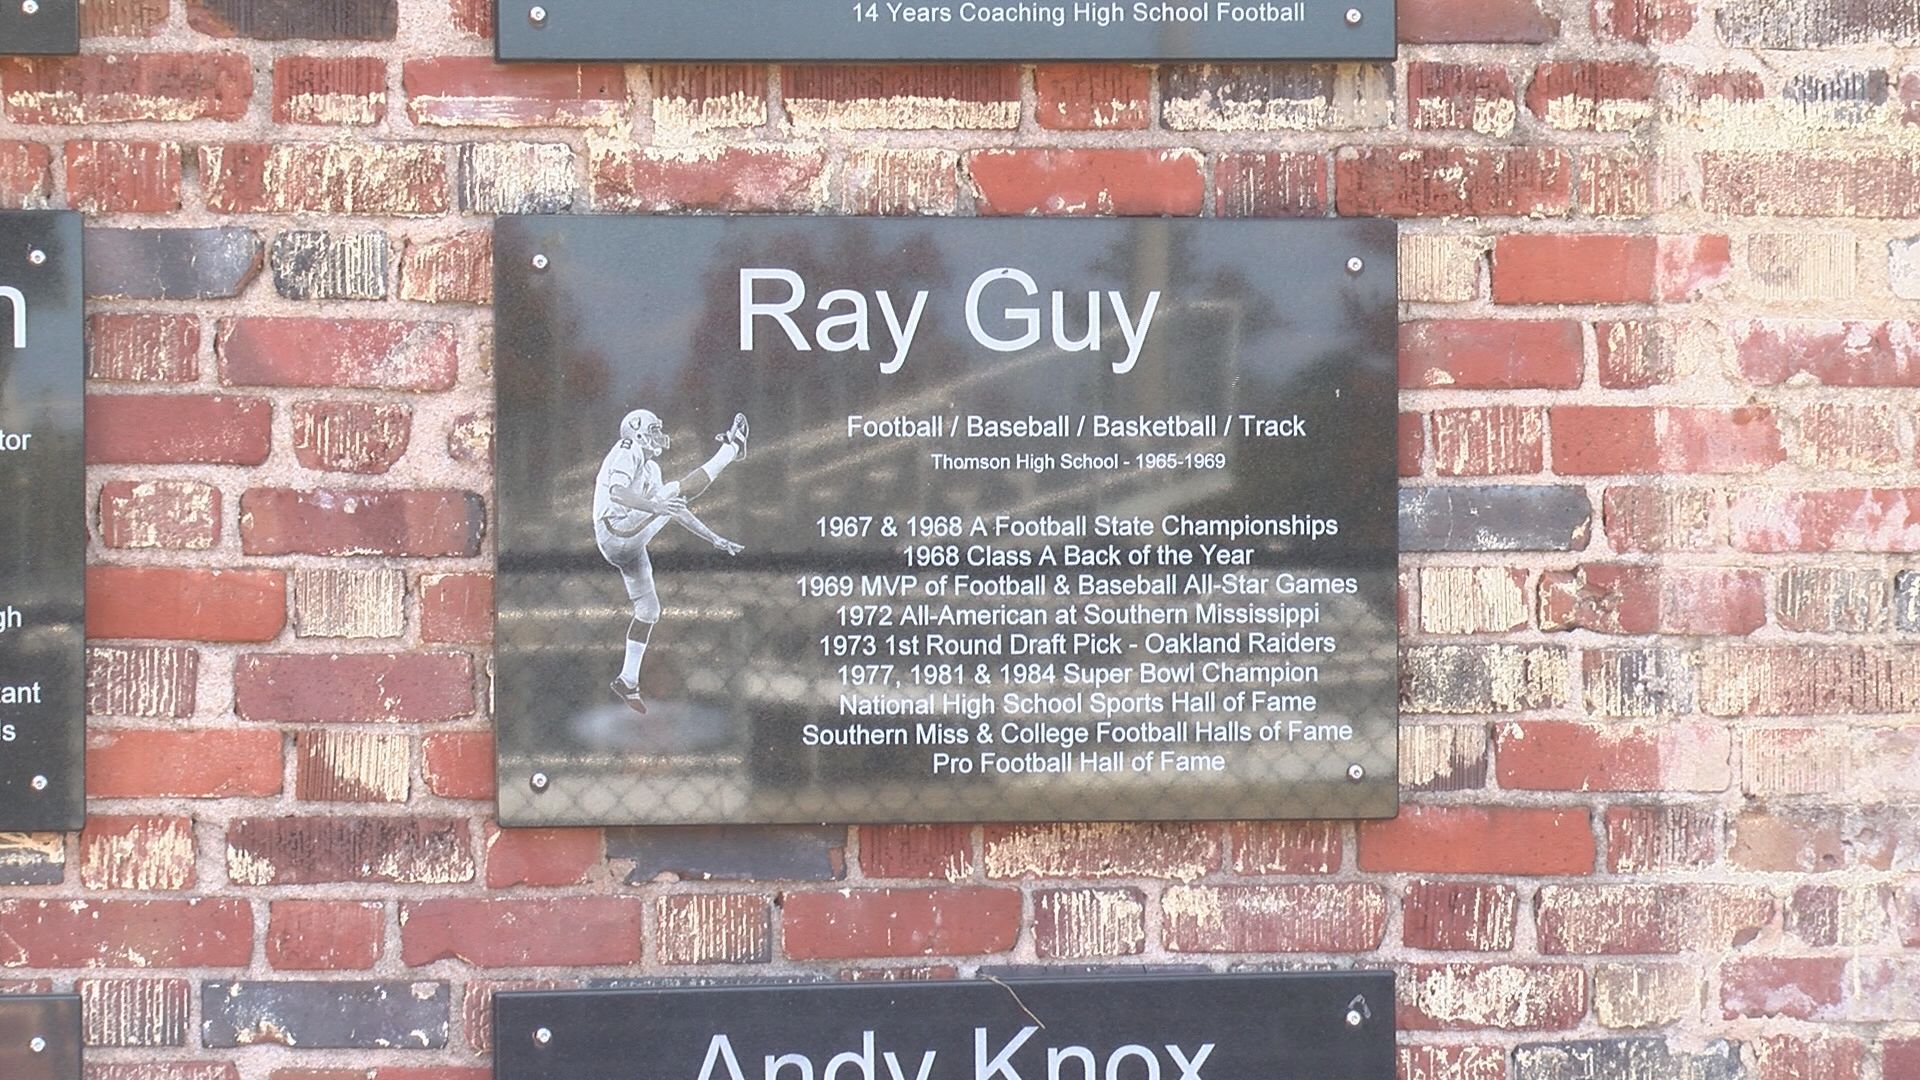 14 Years Coaching High School Football
n
tor
gh
tant
ls
Ray Guy
Football / Baseball / Basketball / Track
Thomson High School - 1965-1969
1967 & 1968 A Football State Championships
1968 Class A Back of the Year
1969 MVP of Football & Baseball All-Star Games
1972 All-American at Southern Mississippi
1973 1st Round Draft Pick - Oakland Raiders
1977, 1981 & 1984 Super Bowl Champion
National High School Sports Hall of Fame
Southern Miss & College Football Halls of Fame
Pro Football Hall of Fame
Andy Knox